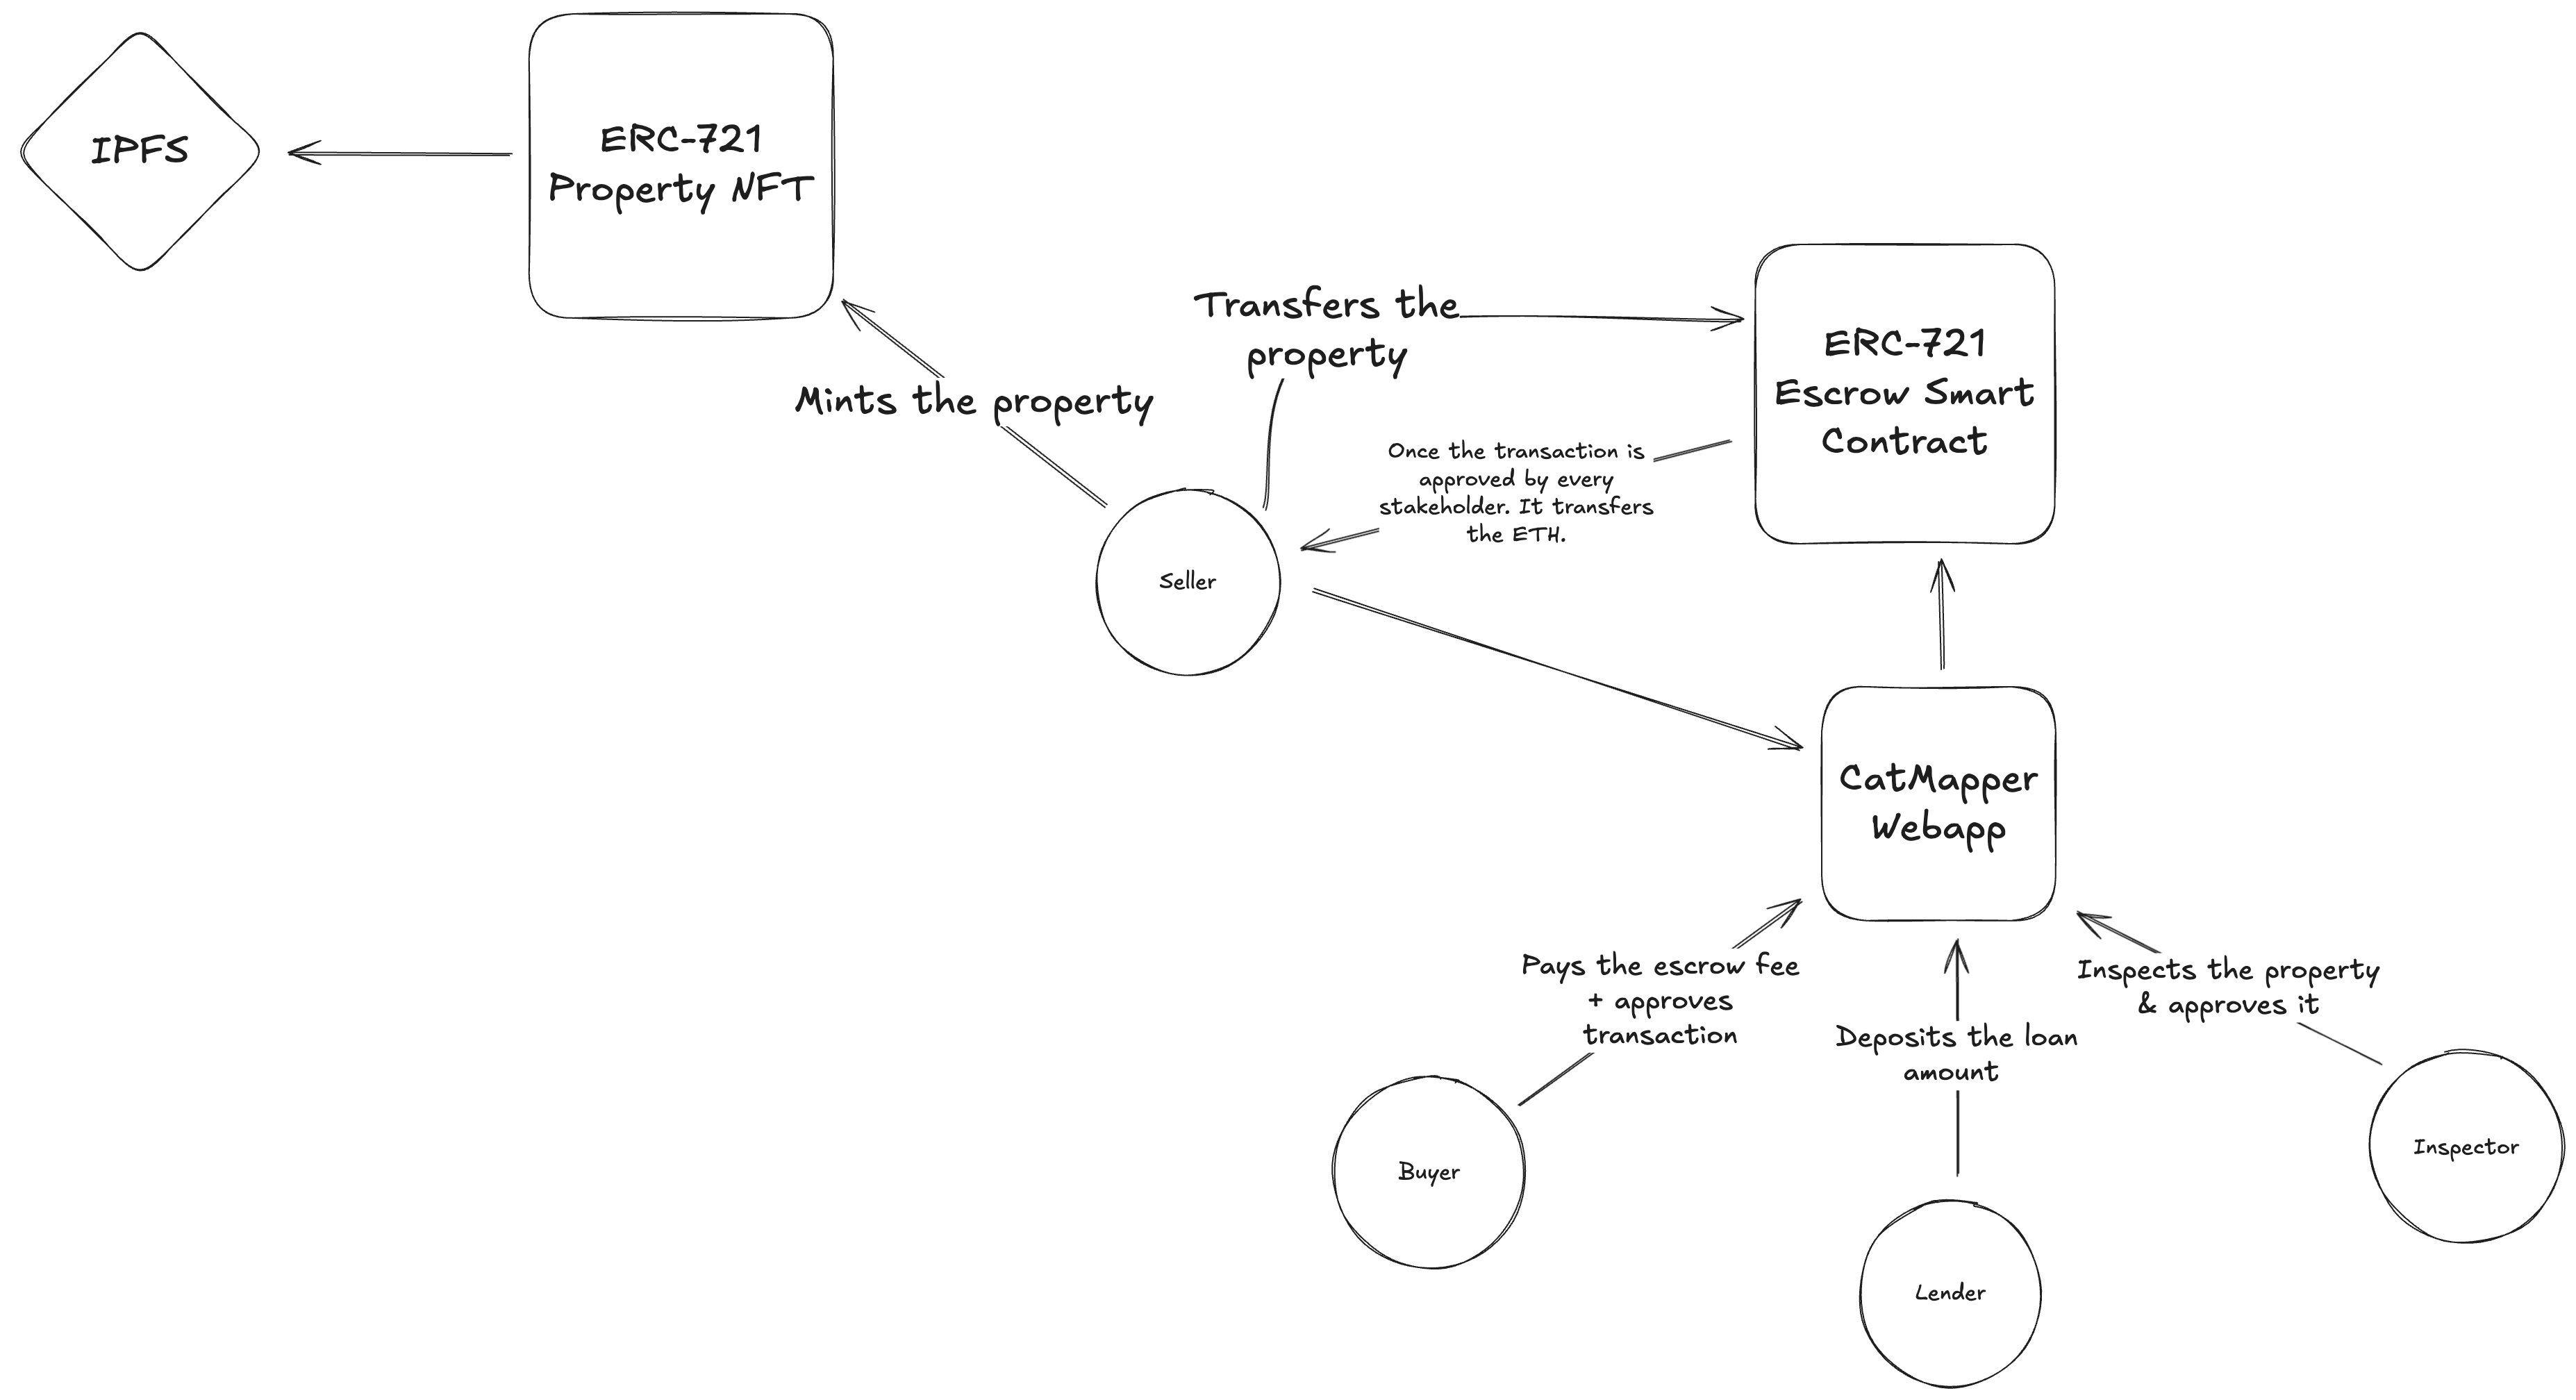 IPFS
ERC-721
Property NFT
Mints the property
Transfers the
property
ERC-721
Escrow Smart
Contract
Once the transaction is
approved by every
stakeholder. It transfers
the ETH.
Seller
CatMapper
Webapp
Pays the escrow fee
+ approves
transaction
Deposits the loan
amount
Inspects the property
& approves it
Buyer
Lender
Inspector